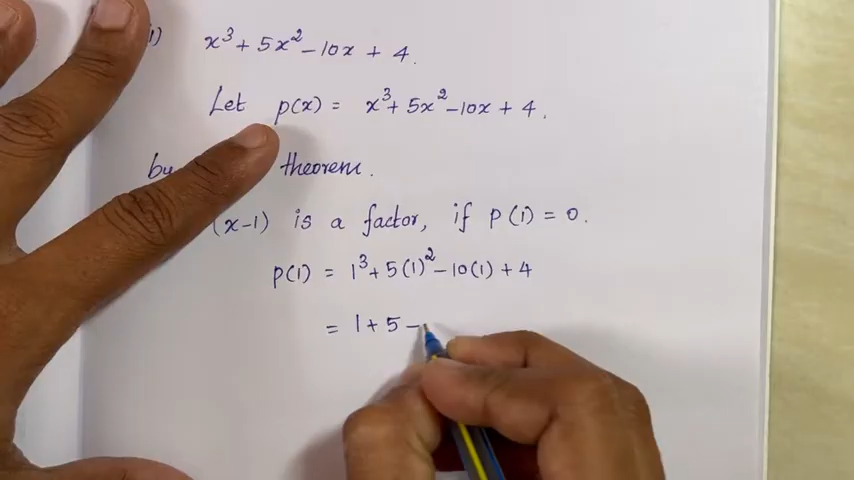 i) x³ + 5x² - 10x + 4.
Let p(x) = x³ + 5x² - 10x + 4.
by theorem.
(x-1) is a factor, if p(1) = 0.
p(1) = 1³ + 5(1)² - 10(1) + 4
= 1 + 5 -